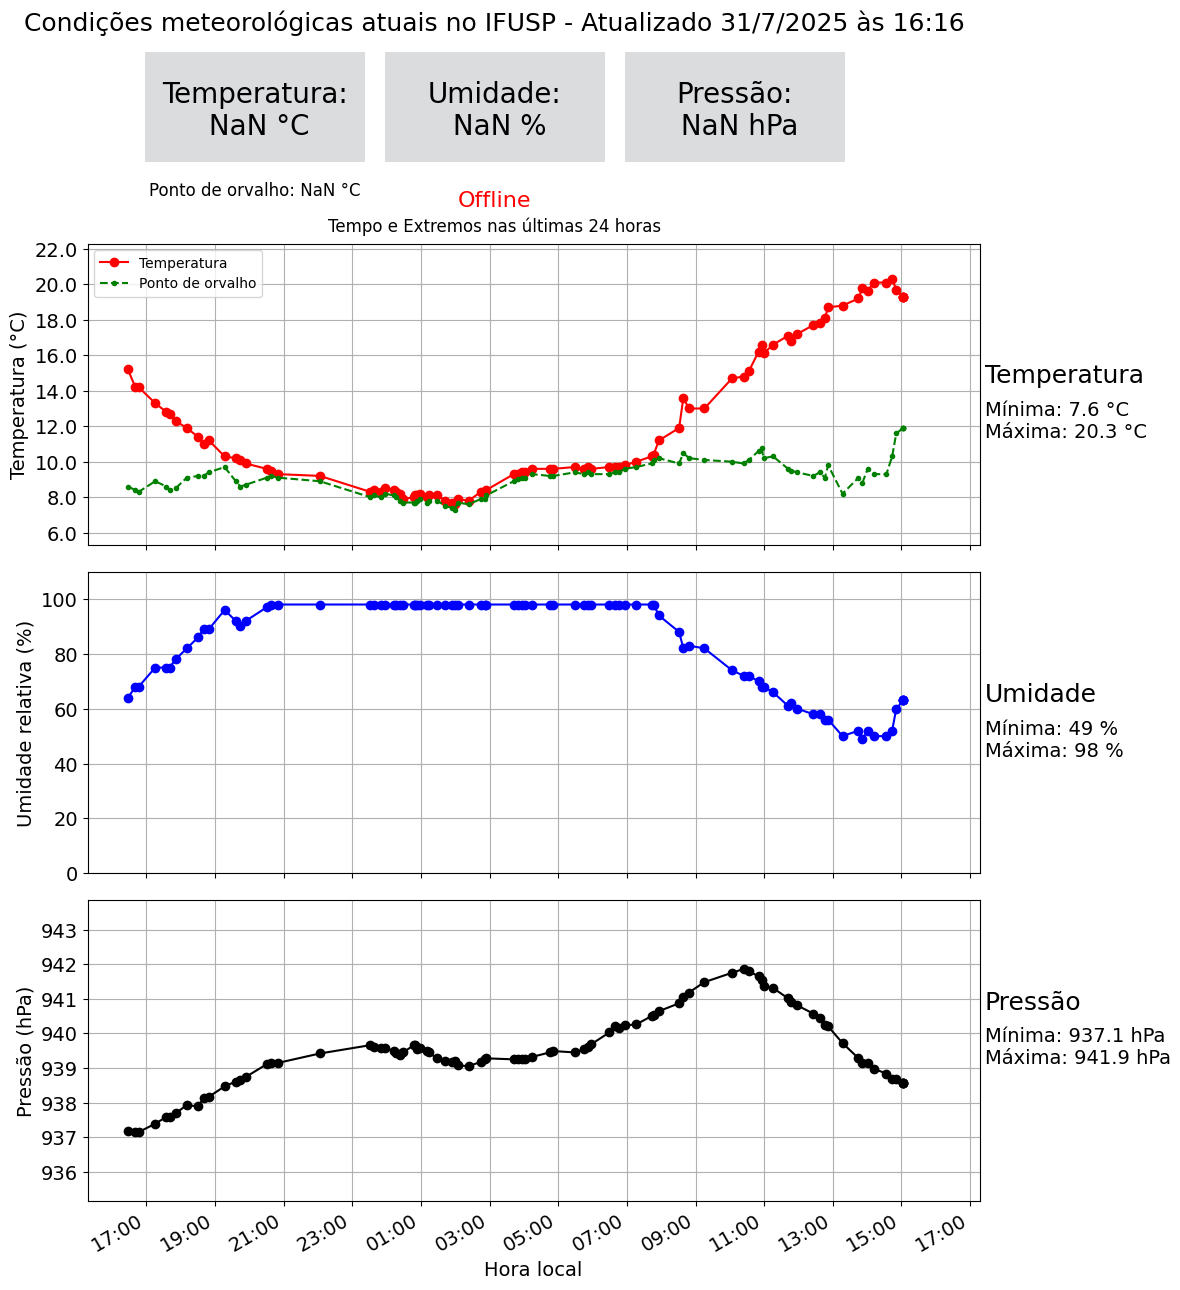 Condições meteorológicas atuais no IFUSP - Atualizado 31/7/2025 às 16:16
Temperatura:
NaN °C
Umidade:
NaN %
Pressão:
NaN hPa
Ponto de orvalho: NaN °C
Offline
Tempo e Extremos nas últimas 24 horas
Temperatura
Ponto de orvalho
Temperatura (°C)
22.0
20.0
18.0
16.0
14.0
12.0
10.0
8.0
6.0
Temperatura
Mínima: 7.6 °C
Máxima: 20.3 °C
Umidade relativa (%)
100
80
60
40
20
0
Umidade
Mínima: 49 %
Máxima: 98 %
Pressão (hPa)
943
942
941
940
939
938
937
936
Pressão
Mínima: 937.1 hPa
Máxima: 941.9 hPa
17:00 19:00 21:00 23:00 01:00 03:00 05:00 07:00 09:00 11:00 13:00 15:00 17:00
Hora local